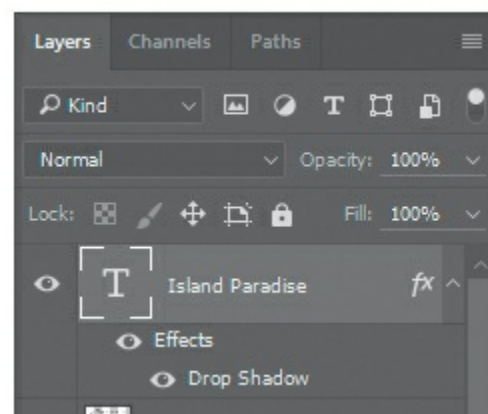 Layers Channels Paths
Kind T
Normal Opacity: 100%
Lock: Fill: 100%
T Island Paradise fx
Effects
Drop Shadow